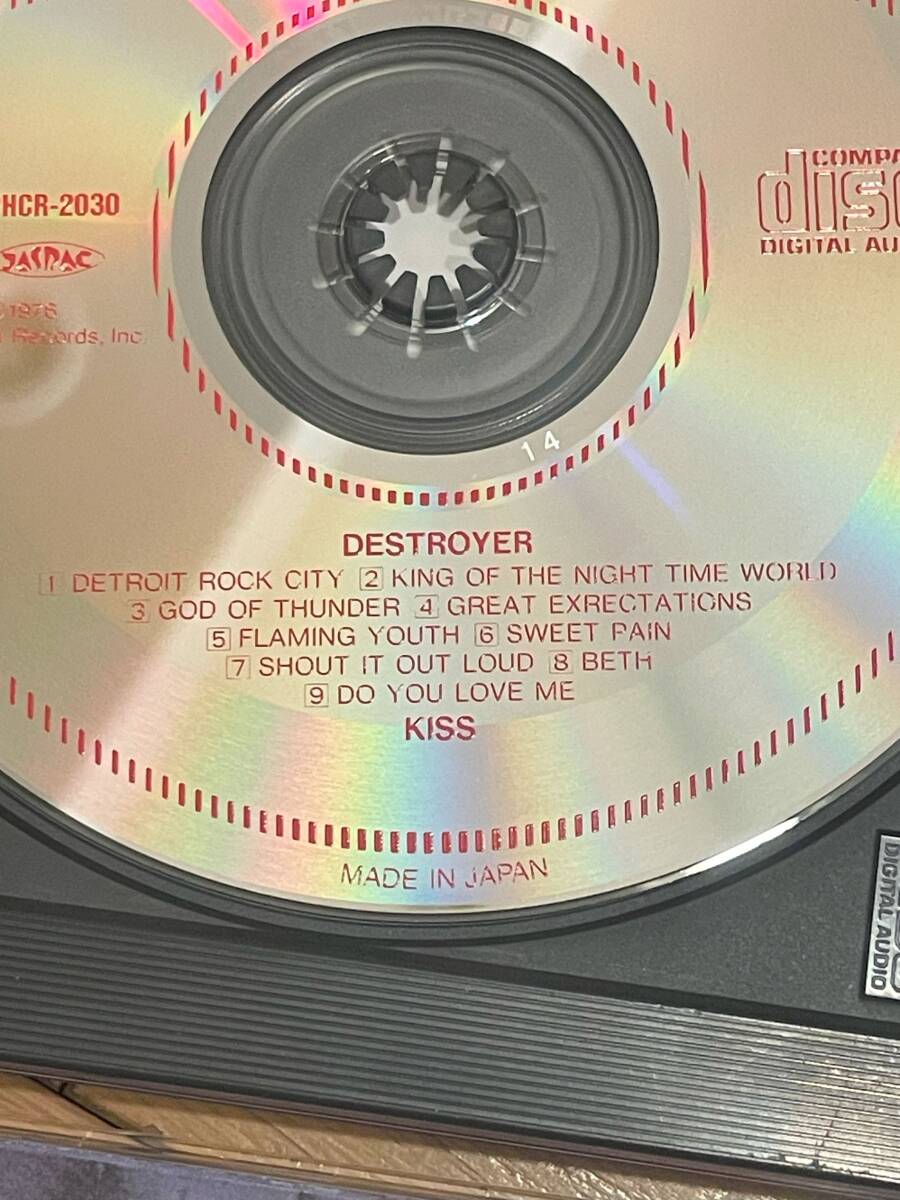 HCR-2030
JASRAC
1976
Records, Inc.
COMPA
disc
DIGITAL AU
14
DESTROYER
1 DETROIT ROCK CITY 2 KING OF THE NIGHT TIME WORLD
3 GOD OF THUNDER 4 GREAT EXRECTATIONS
5 FLAMING YOUTH 6 SWEET PAIN
7 SHOUT IT OUT LOUD 8 BETH
9 DO YOU LOVE ME
KISS
MADE IN JAPAN
DIGITAL AUDIO